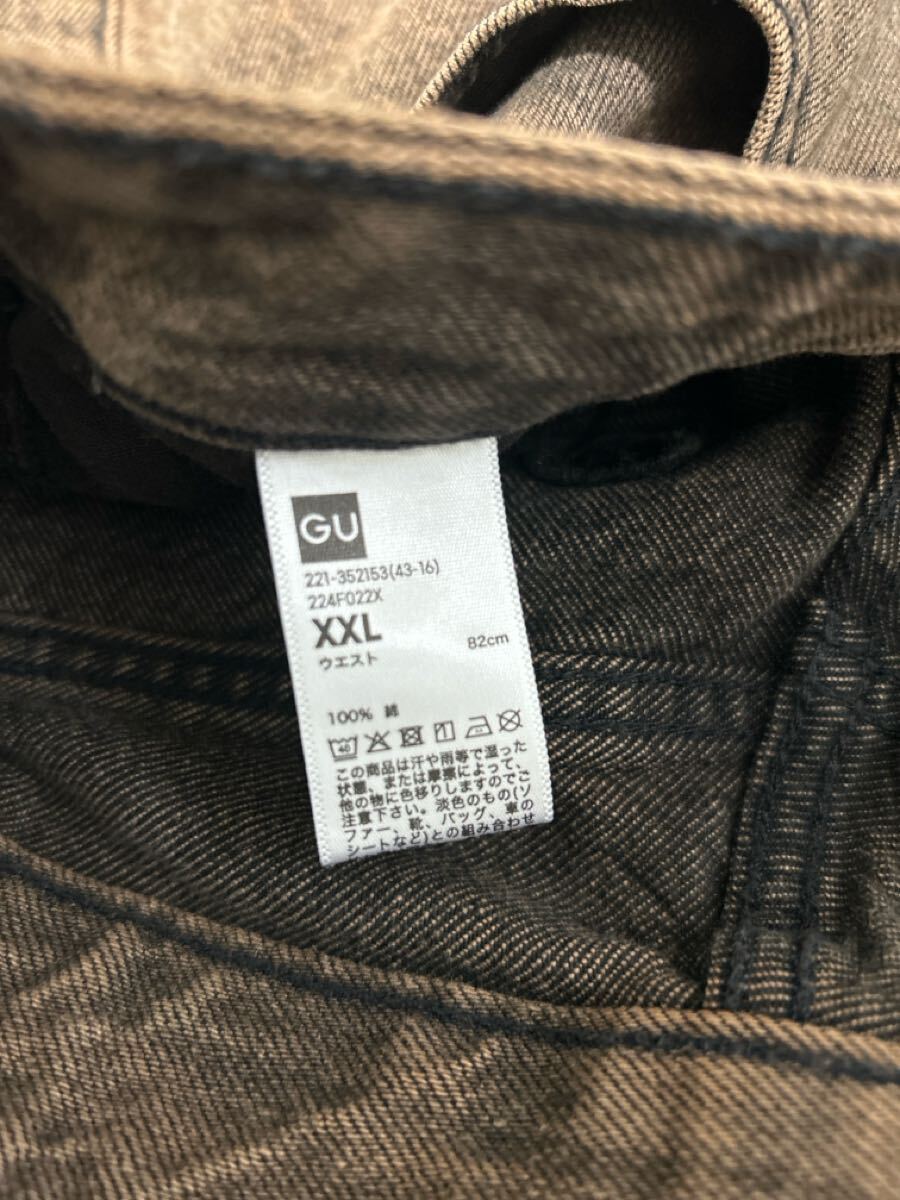 GU
221-352153(43-16)
224F022X
XXL
ウエスト 82cm
100% 綿
40
この商品は汗や雨等で湿った
状態、または摩擦によって、
他の物に色移りしますのでご
注意下さい。淡色のもの(ソ
ファー、靴、バッグ、車の
シートなど)との組み合わせ